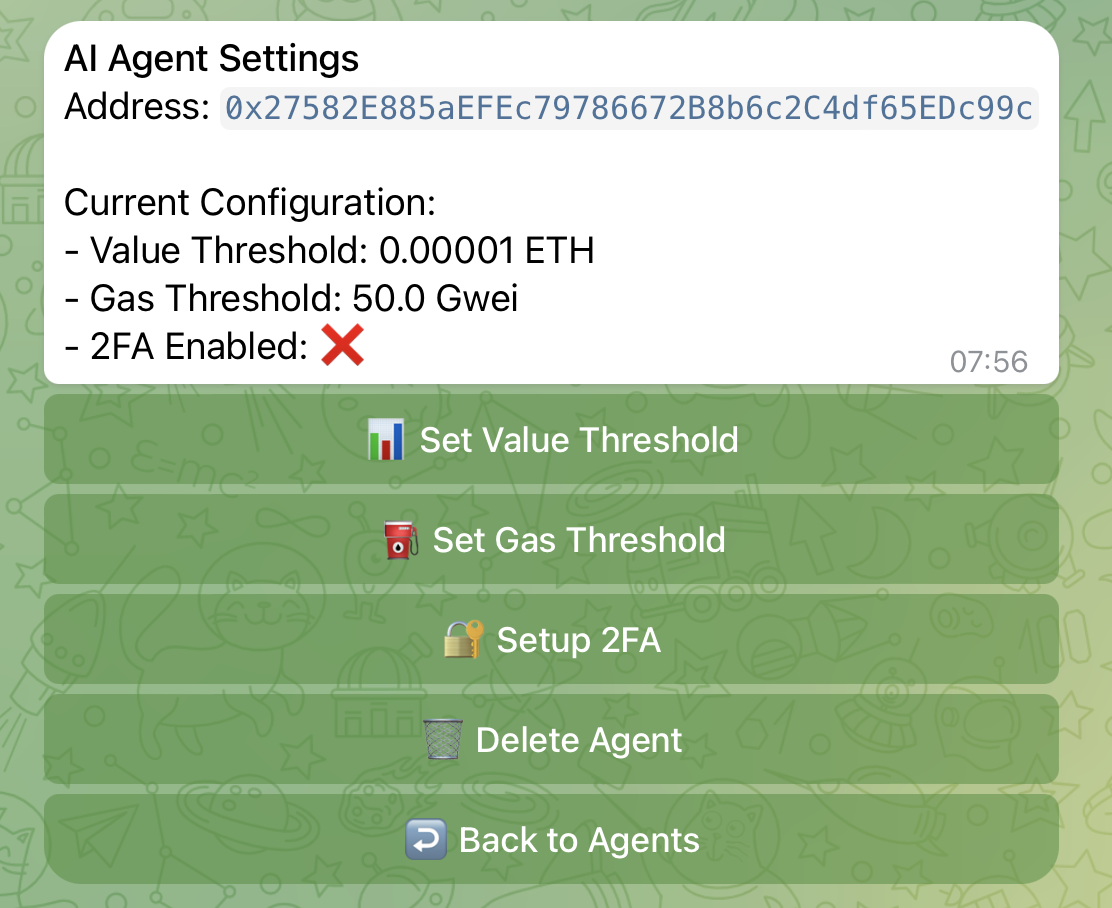 AI Agent Settings
Address: 0x27582E885aEFEc79786672B8b6c2C4df65EDc99c
Current Configuration:
- Value Threshold: 0.00001 ETH
- Gas Threshold: 50.0 Gwei
- 2FA Enabled: ❌
07:56
📊 Set Value Threshold
⛽ Set Gas Threshold
🔐 Setup 2FA
🗑 Delete Agent
↩ Back to Agents